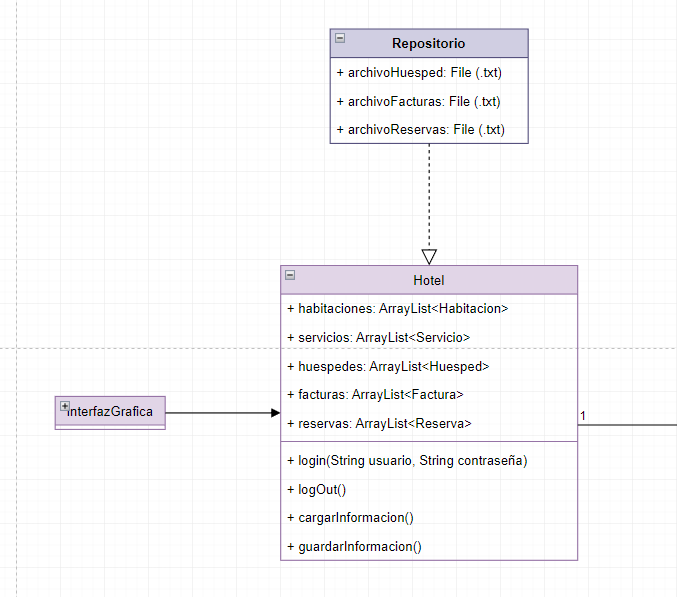 Repositorio
+ archivoHuesped: File (.txt)
+ archivoFacturas: File (.txt)
+ archivoReservas: File (.txt)
Hotel
+ habitaciones: ArrayList<Habitacion>
+ servicios: ArrayList<Servicio>
+ huespedes: ArrayList<Huesped>
+ facturas: ArrayList<Factura>
+ reservas: ArrayList<Reserva>
+ login(String usuario, String contraseña)
+ logOut()
+ cargarInformacion()
+ guardarInformacion()
InterfazGrafica
1